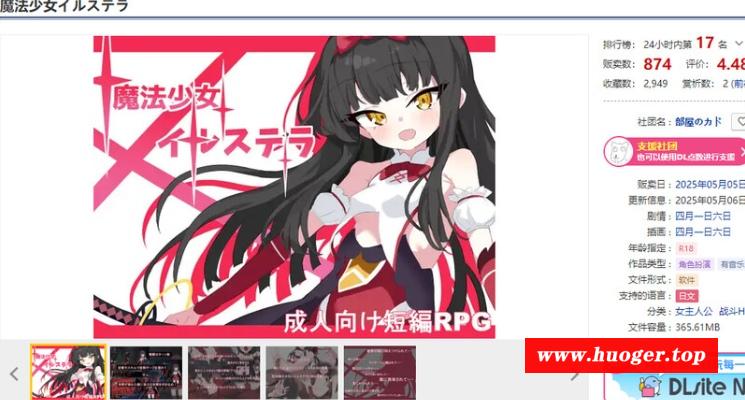 魔法少女イルステラ
魔法少女
イルステラ
成人向け短編RPG
排行榜： 24小时内第 17 名
贩卖数： 874 评价： 4.48
收藏数： 2,949 赏析数： 2
社团名： 部屋のカド
支援社团
也可以使用DL点数进行支援
贩卖日： 2025年05月05日
更新信息： 2025年05月06日
剧情： 四月一日六日
插画： 四月一日六日
年龄指定： R18
作品类型： 角色扮演 有音乐
文件形式： 软件
支持的语言： 日文
分类： 女主人公 战斗H
文件容量： 365.61MB
www.huoger.top
玩每一
DLsite N